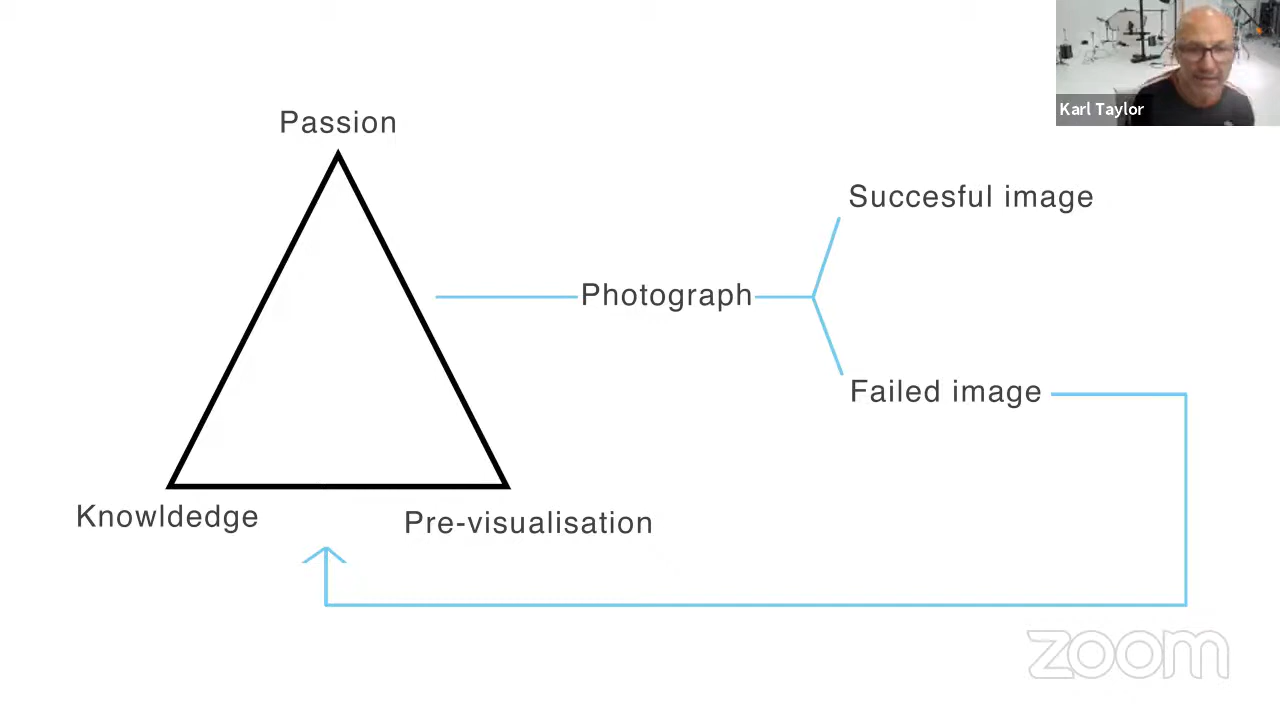 Karl Taylor
Passion
Succesful image
Photograph
Failed image
Knowldedge
Pre-visualisation
zoom